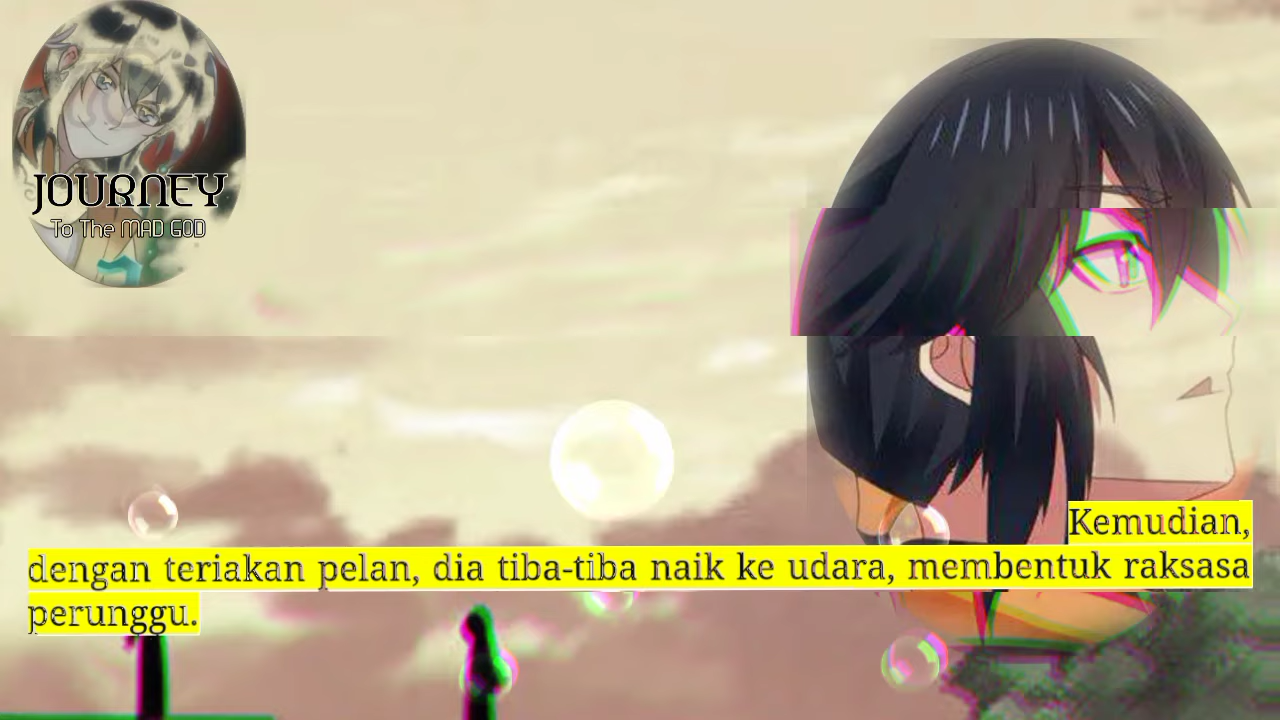 JOURNEY
To The MAD GOD
Kemudian,
dengan teriakan pelan, dia tiba-tiba naik ke udara, membentuk raksasa
perunggu.